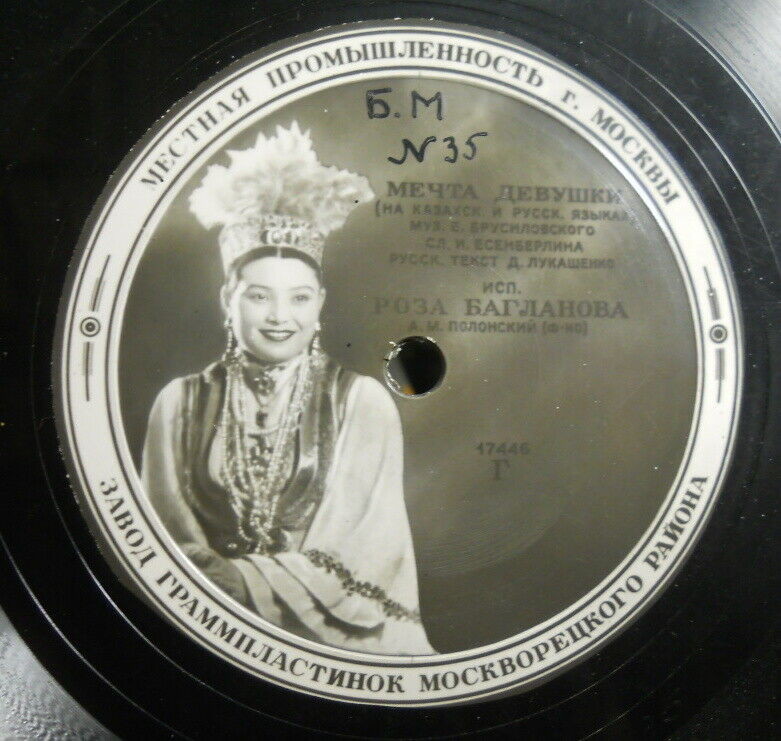 МЕСТНАЯ ПРОМЫШЛЕННОСТЬ г. МОСКВЫ
Б.М
N 35
МЕЧТА ДЕВУШКИ
(НА КАЗАХСК. И РУССК. ЯЗЫКАХ
МУЗ. Е. БРУСИЛОВСКОГО
СЛ. И. ЕСЕНБЕРЛИНА
РУССК. ТЕКСТ Д. ЛУКАШЕНКО
ИСП.
РОЗА БАГЛАНОВА
А. М. ПОЛОНСКИЙ (Ф-НО)
17446
Г
ЗАВОД ГРАММПЛАСТИНОК МОСКВОРЕЦКОГО РАЙОНА